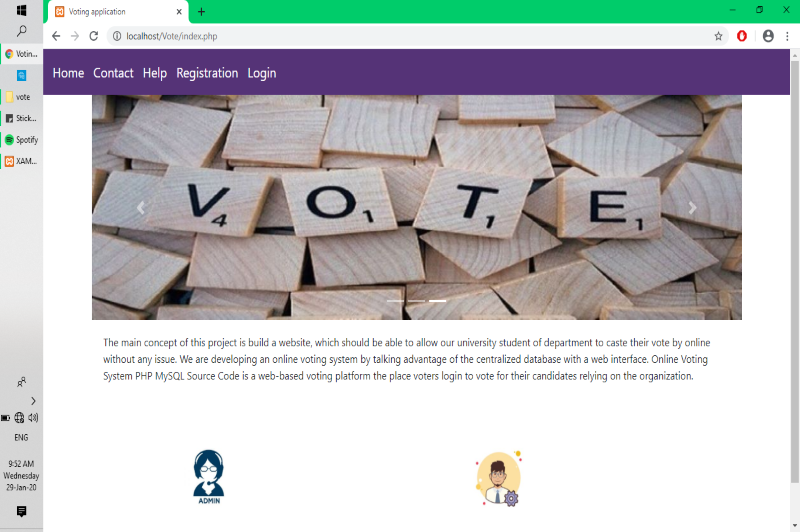 Voting application
localhost/Vote/index.php
Votin...
vote
Stick...
Spotify
XAM...
ENG
9:52 AM
Wednesday
29-Jan-20
Home Contact Help Registration Login
V4 O1 T1 E1
The main concept of this project is build a website, which should be able to allow our university student of department to caste their vote by online
without any issue. We are developing an online voting system by talking advantage of the centralized database with a web interface. Online Voting
System PHP MySQL Source Code is a web-based voting platform the place voters login to vote for their candidates relying on the organization.
ADMIN